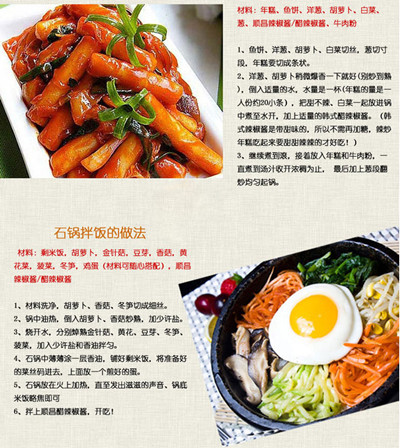 材料：年糕、鱼饼、洋葱、胡萝卜、白菜、
葱、顺昌辣椒酱/醋辣椒酱、牛肉粉
1、鱼饼、洋葱、胡萝卜、白菜切丝，葱切寸
段，年糕要切成条状。
2、洋葱、胡萝卜稍微爆香一下就好(别炒到熟
)，倒入适量的水，水量是一杯(年糕的量是一
人份约20小条)，把甜不辣、白菜一起放进锅
中煮至水开，加上适量的韩式醋辣椒酱。（韩
式辣椒酱是带甜味的，所以不需再加糖，辣炒
年糕吃起来要甜甜辣辣的才好吃！）
3、继续煮到滚，接着放入年糕和牛肉粉，一
直煮到汤汁收开浓稠为止，最后加上葱段翻
炒均匀起锅。
石锅拌饭的做法
材料：剩米饭，胡萝卜，金针菇，豆芽，香菇，黄
花菜，菠菜，冬笋，鸡蛋（材料可随心搭配），顺昌
辣椒酱/醋辣椒酱
1、材料洗净，胡萝卜、香菇、冬笋切成细丝。
2、锅中油热，倒入胡萝卜、香菇炒熟，加少许盐。
3、烧开水，分别焯熟金针菇、黄花、豆芽、冬笋、
菠菜，加入少许盐和香油拌匀。
4、石锅中薄薄涂一层香油，铺好剩米饭，将准备好
的菜丝码进去，上面放一个煎好的蛋。
5、石锅放在火上加热，直至发出滋滋的声音、锅底
米饭略焦即可
6、拌上顺昌醋辣椒酱，开吃！